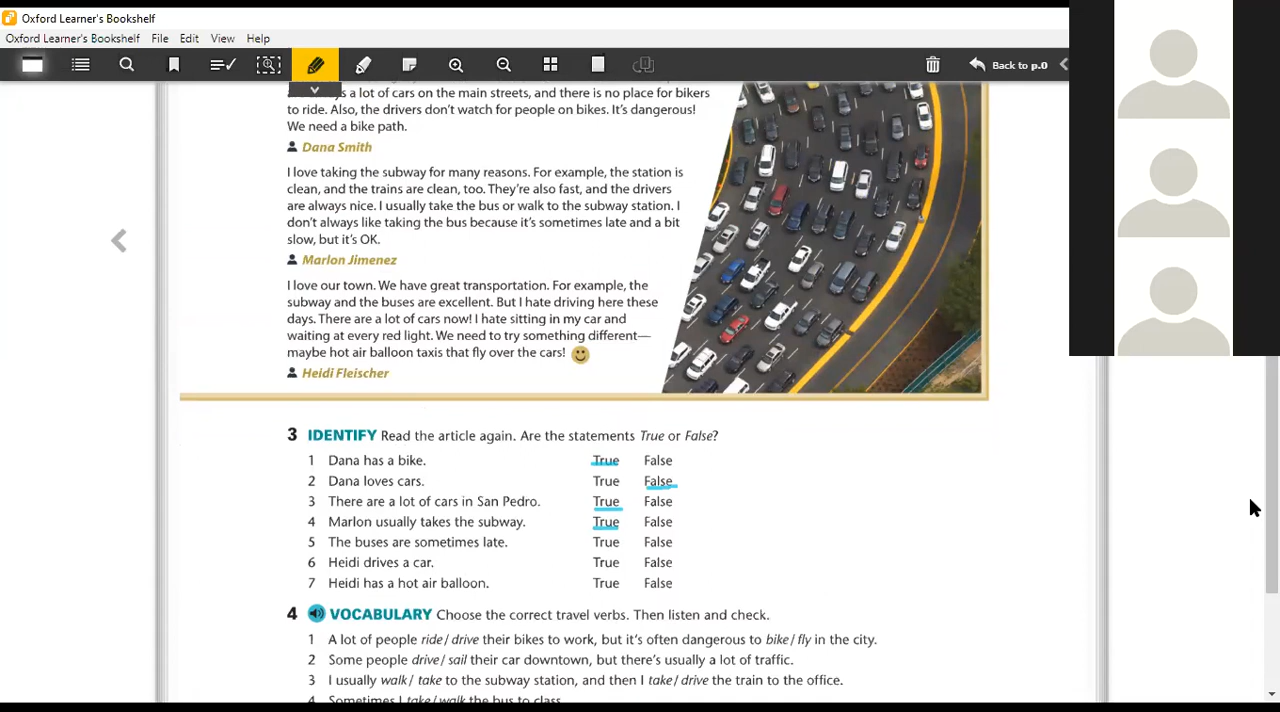 Oxford Learner's Bookshelf
Oxford Learner's Bookshelf File Edit View Help
Back to p.0
a lot of cars on the main streets, and there is no place for bikers
to ride. Also, the drivers don't watch for people on bikes. It's dangerous!
We need a bike path.
Dana Smith
I love taking the subway for many reasons. For example, the station is
clean, and the trains are clean, too. They're also fast, and the drivers
are always nice. I usually take the bus or walk to the subway station. I
don't always like taking the bus because it's sometimes late and a bit
slow, but it's OK.
Marlon Jimenez
I love our town. We have great transportation. For example, the
subway and the buses are excellent. But I hate driving here these
days. There are a lot of cars now! I hate sitting in my car and
waiting at every red light. We need to try something different—
maybe hot air balloon taxis that fly over the cars!
Heidi Fleischer
3 IDENTIFY Read the article again. Are the statements True or False?
1 Dana has a bike. True False
2 Dana loves cars. True False
3 There are a lot of cars in San Pedro. True False
4 Marlon usually takes the subway. True False
5 The buses are sometimes late. True False
6 Heidi drives a car. True False
7 Heidi has a hot air balloon. True False
4 VOCABULARY Choose the correct travel verbs. Then listen and check.
1 A lot of people ride / drive their bikes to work, but it's often dangerous to bike / fly in the city.
2 Some people drive / sail their car downtown, but there's usually a lot of traffic.
3 I usually walk / take to the subway station, and then I take / drive the train to the office.
4 Sometimes I take / walk the bus to class.